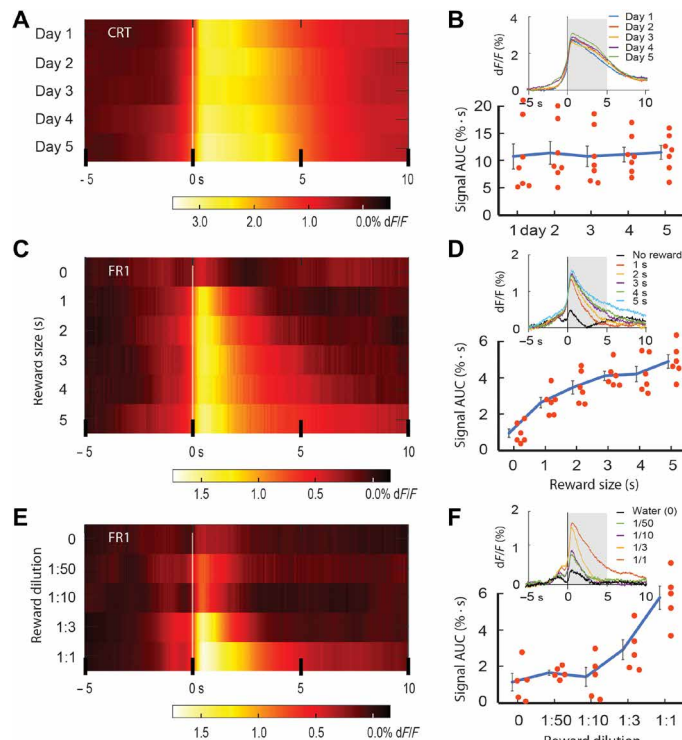 A
CRT
Day 1
Day 2
Day 3
Day 4
Day 5
-5
0 s
5
10
3.0
2.0
1.0
0.0% dF/F
B
dF/F (%)
4
2
0
Day 1
Day 2
Day 3
Day 4
Day 5
-5 s
0
5
10
Signal AUC (% · s)
20
15
10
5
0
1 day 2
3
4
5
C
FR1
Reward size (s)
0
1
2
3
4
5
-5
0 s
5
10
1.5
1.0
0.5
0.0% dF/F
D
dF/F (%)
2
1
0
No reward
1 s
2 s
3 s
4 s
5 s
-5 s
0
5
10
Signal AUC (% · s)
6
4
2
0
0
1
2
3
4
5
Reward size (s)
E
FR1
Reward dilution
0
1:50
1:10
1:3
1:1
-5
0 s
5
10
1.5
1.0
0.5
0.0% dF/F
F
dF/F (%)
2
1
0
Water (0)
1/50
1/10
1/3
1/1
-5 s
0
5
10
Signal AUC (% · s)
6
4
2
0
0
1:50
1:10
1:3
1:1
Reward dilution